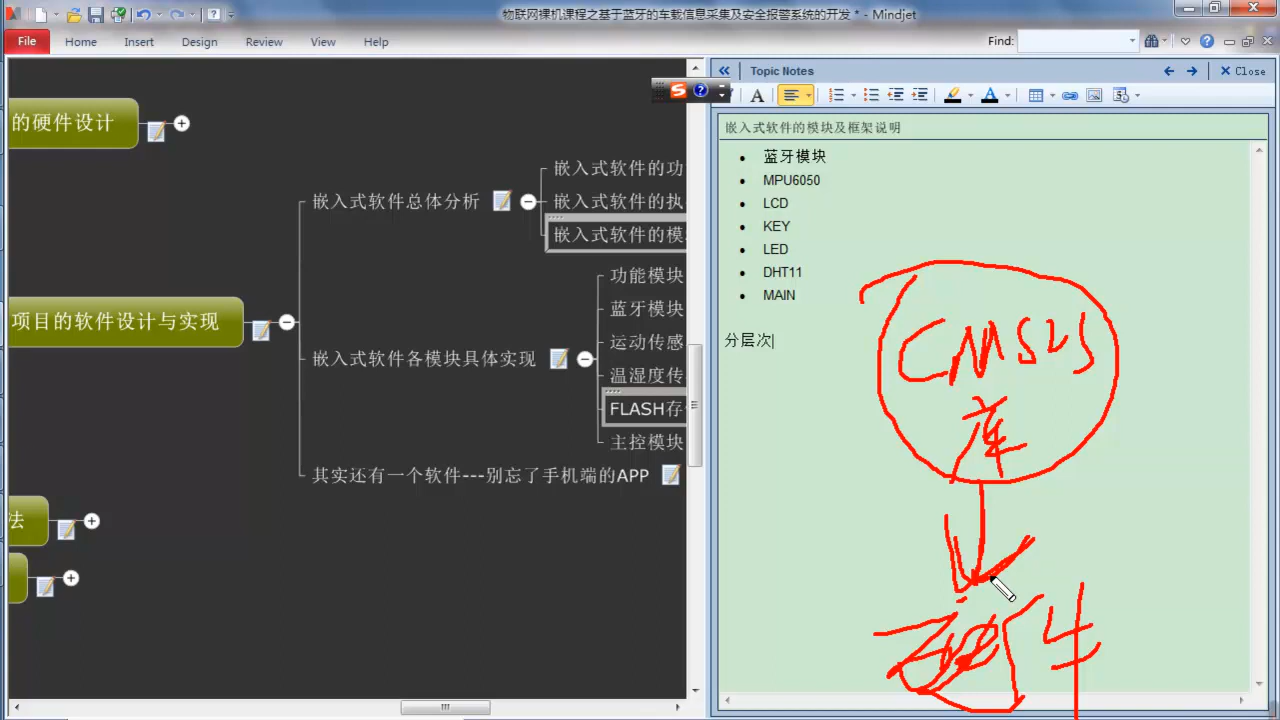 物联网裸机课程之基于蓝牙的车载信息采集及安全报警系统的开发 * - Mindjet
File Home Insert Design Review View Help Find:
的硬件设计
项目的软件设计与实现
法
嵌入式软件总体分析
嵌入式软件的功
嵌入式软件的执
嵌入式软件的模
嵌入式软件各模块具体实现
功能模块
蓝牙模块
运动传感
温湿度传
FLASH存
主控模块
其实还有一个软件---别忘了手机端的APP
Topic Notes Close
嵌入式软件的模块及框架说明
• 蓝牙模块
• MPU6050
• LCD
• KEY
• LED
• DHT11
• MAIN
分层次
CMSIS
库
件